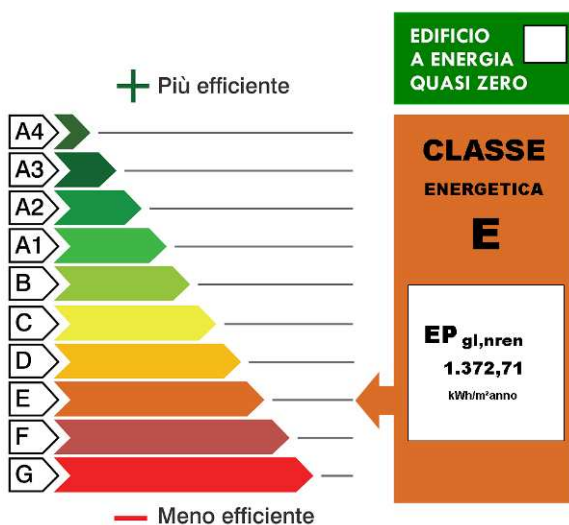 EDIFICIO
A ENERGIA
QUASI ZERO
+ Più efficiente
A4
A3
A2
A1
B
C
D
E
F
G
— Meno efficiente
CLASSE
ENERGETICA
E
EP gl,nren
1.372,71
kWh/m²anno